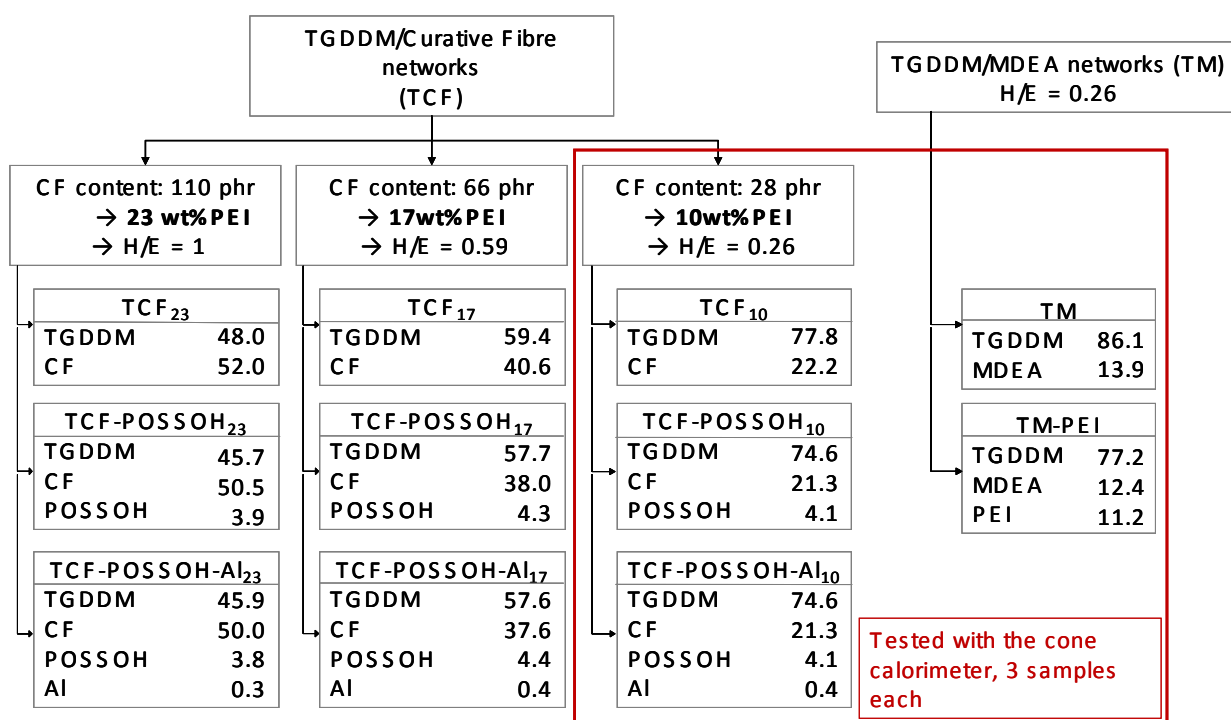 TGDDM/Curative Fibre
networks
(TCF)
TGDDM/MDEA networks (TM)
H/E = 0.26
CF content: 110 phr
→ 23 wt% PEI
→ H/E = 1
CF content: 66 phr
→ 17wt% PEI
→ H/E = 0.59
CF content: 28 phr
→ 10wt% PEI
→ H/E = 0.26
TCF₂₃
TGDDM 48.0
CF 52.0
TCF₁₇
TGDDM 59.4
CF 40.6
TCF₁₀
TGDDM 77.8
CF 22.2
TM
TGDDM 86.1
MDEA 13.9
TCF-POSSOH₂₃
TGDDM 45.7
CF 50.5
POSSOH 3.9
TCF-POSSOH₁₇
TGDDM 57.7
CF 38.0
POSSOH 4.3
TCF-POSSOH₁₀
TGDDM 74.6
CF 21.3
POSSOH 4.1
TM-PEI
TGDDM 77.2
MDEA 12.4
PEI 11.2
TCF-POSSOH-Al₂₃
TGDDM 45.9
CF 50.0
POSSOH 3.8
Al 0.3
TCF-POSSOH-Al₁₇
TGDDM 57.6
CF 37.6
POSSOH 4.4
Al 0.4
TCF-POSSOH-Al₁₀
TGDDM 74.6
CF 21.3
POSSOH 4.1
Al 0.4
Tested with the cone
calorimeter, 3 samples
each